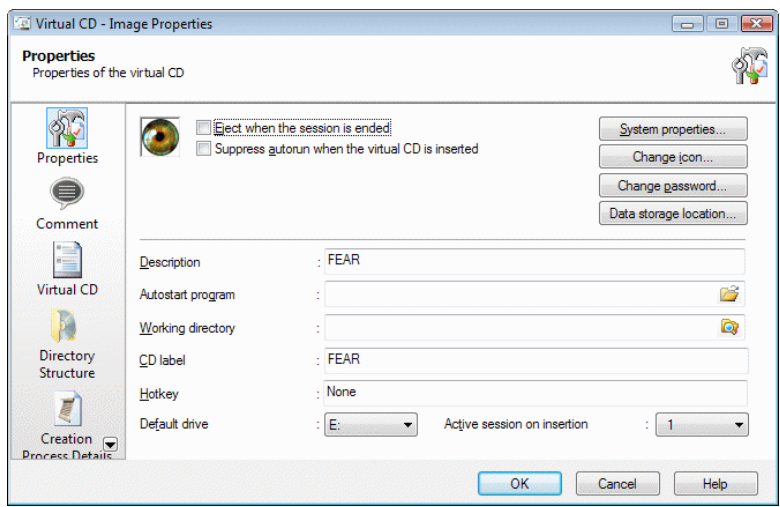 Virtual CD - Image Properties
Properties
Properties of the virtual CD
Properties
Comment
Virtual CD
Directory
Structure
Creation
Process Details
Eject when the session is ended
Suppress autorun when the virtual CD is inserted
System properties...
Change icon...
Change password...
Data storage location...
Description : FEAR
Autostart program :
Working directory :
CD label : FEAR
Hotkey : None
Default drive : E: Active session on insertion : 1
OK Cancel Help